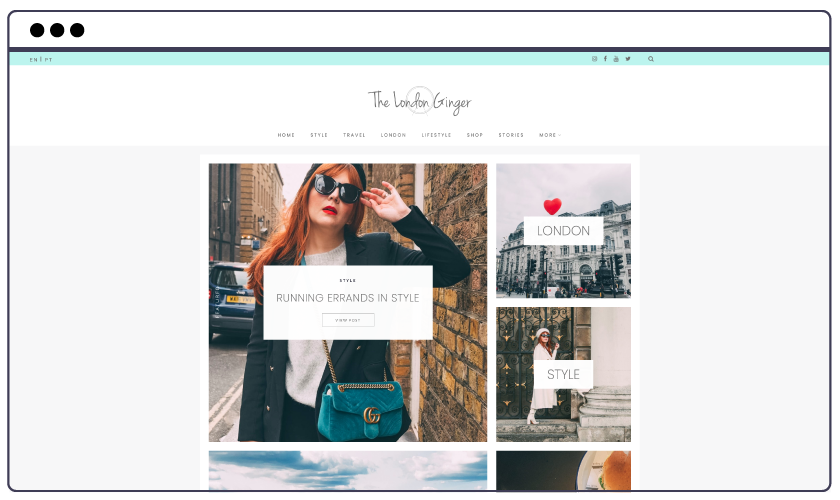 EN | PT
The London Ginger
HOME STYLE TRAVEL LONDON LIFESTYLE SHOP STORIES MORE
STYLE
RUNNING ERRANDS IN STYLE
VIEW POST
LONDON
STYLE